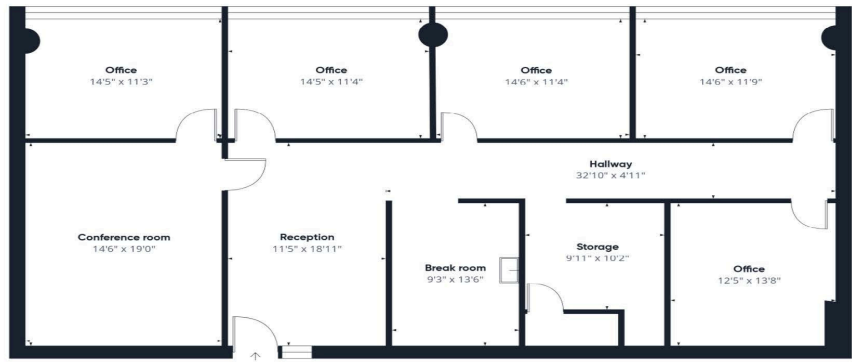 Office
14'5" x 11'3"
Office
14'5" x 11'4"
Office
14'6" x 11'4"
Office
14'6" x 11'9"
Hallway
32'10" x 4'11"
Conference room
14'6" x 19'0"
Reception
11'5" x 18'11"
Break room
9'3" x 13'6"
Storage
9'11" x 10'2"
Office
12'5" x 13'8"